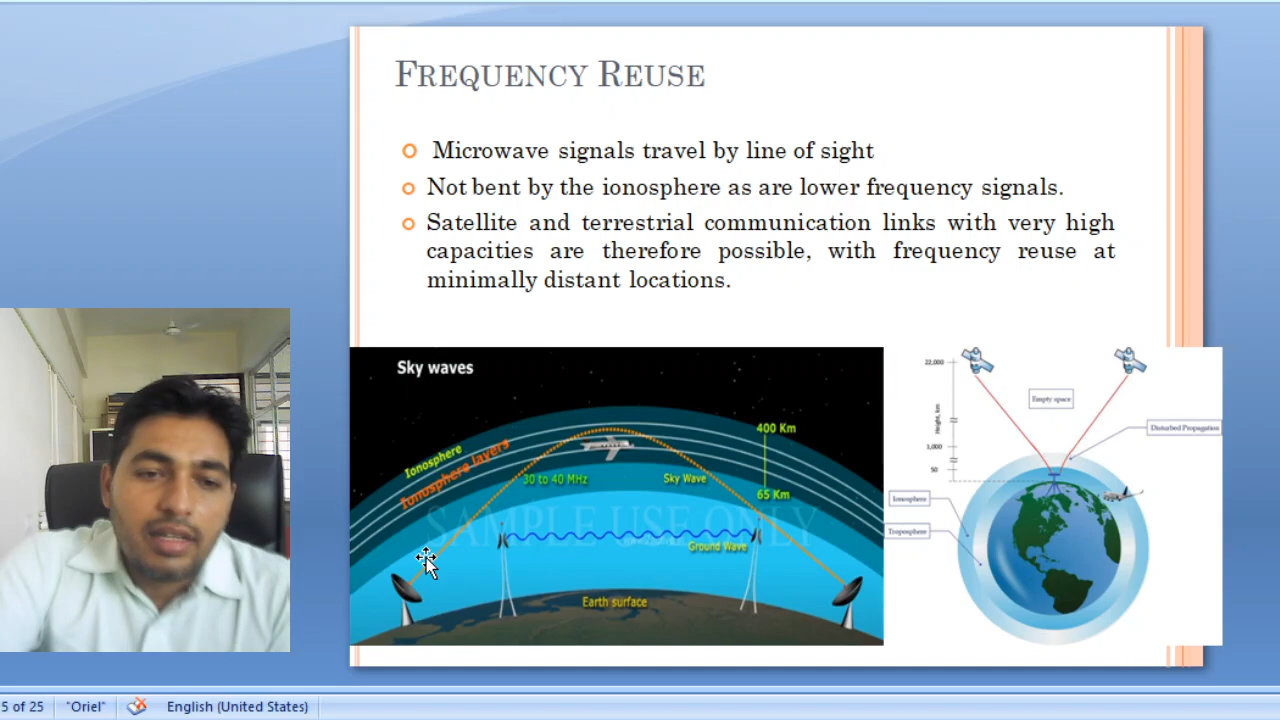 FREQUENCY REUSE
Microwave signals travel by line of sight
Not bent by the ionosphere as are lower frequency signals.
Satellite and terrestrial communication links with very high
capacities are therefore possible, with frequency reuse at
minimally distant locations.
Sky waves
Ionosphere
Ionosphere layers
400 Km
30 to 40 MHz
Sky Wave
65 Km
SAMPLE USE ONLY
Ground Wave
Earth surface
22,000
Empty space
Height, km
Disturbed Propagation
1,000
50
Ionosphere
Troposphere
5 of 25
"Oriel"
English (United States)